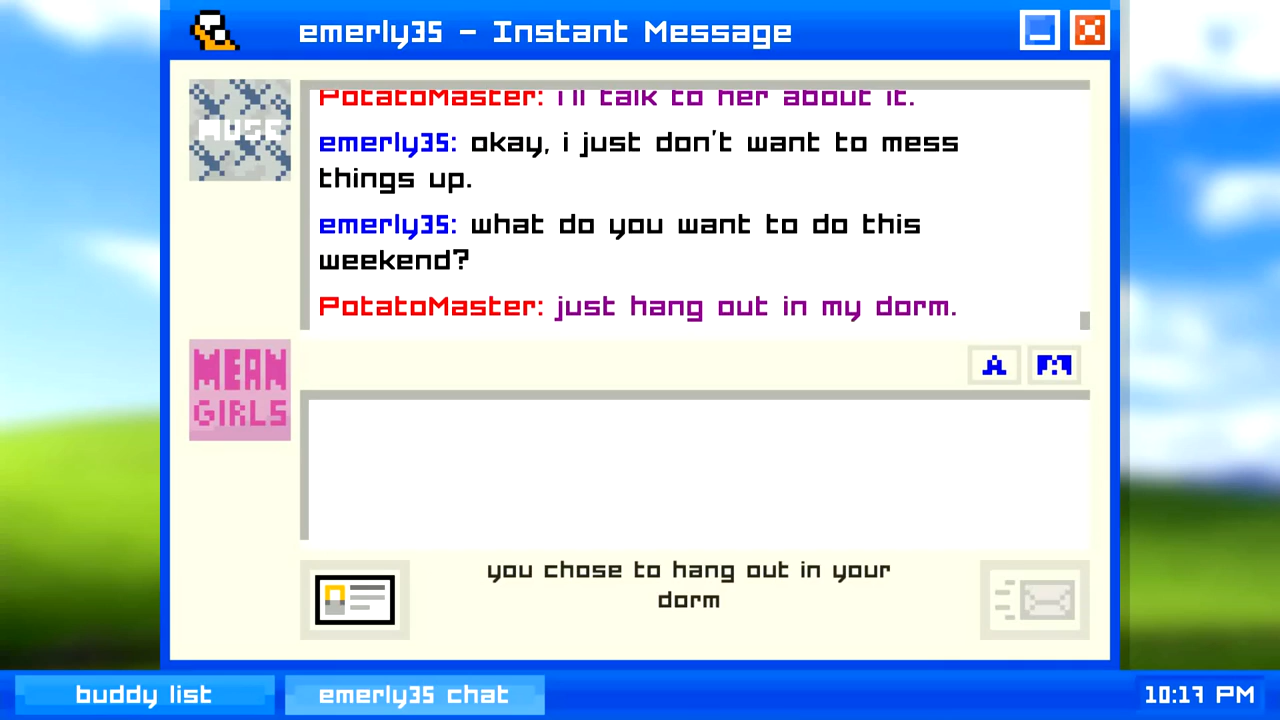 emerly35 - Instant Message
MUSE
PotatoMaster: i'll talk to her about it.
emerly35: okay, i just don't want to mess
things up.
emerly35: what do you want to do this
weekend?
PotatoMaster: just hang out in my dorm.
A
MEAN
GIRLS
you chose to hang out in your
dorm
buddy list
emerly35 chat
10:17 PM